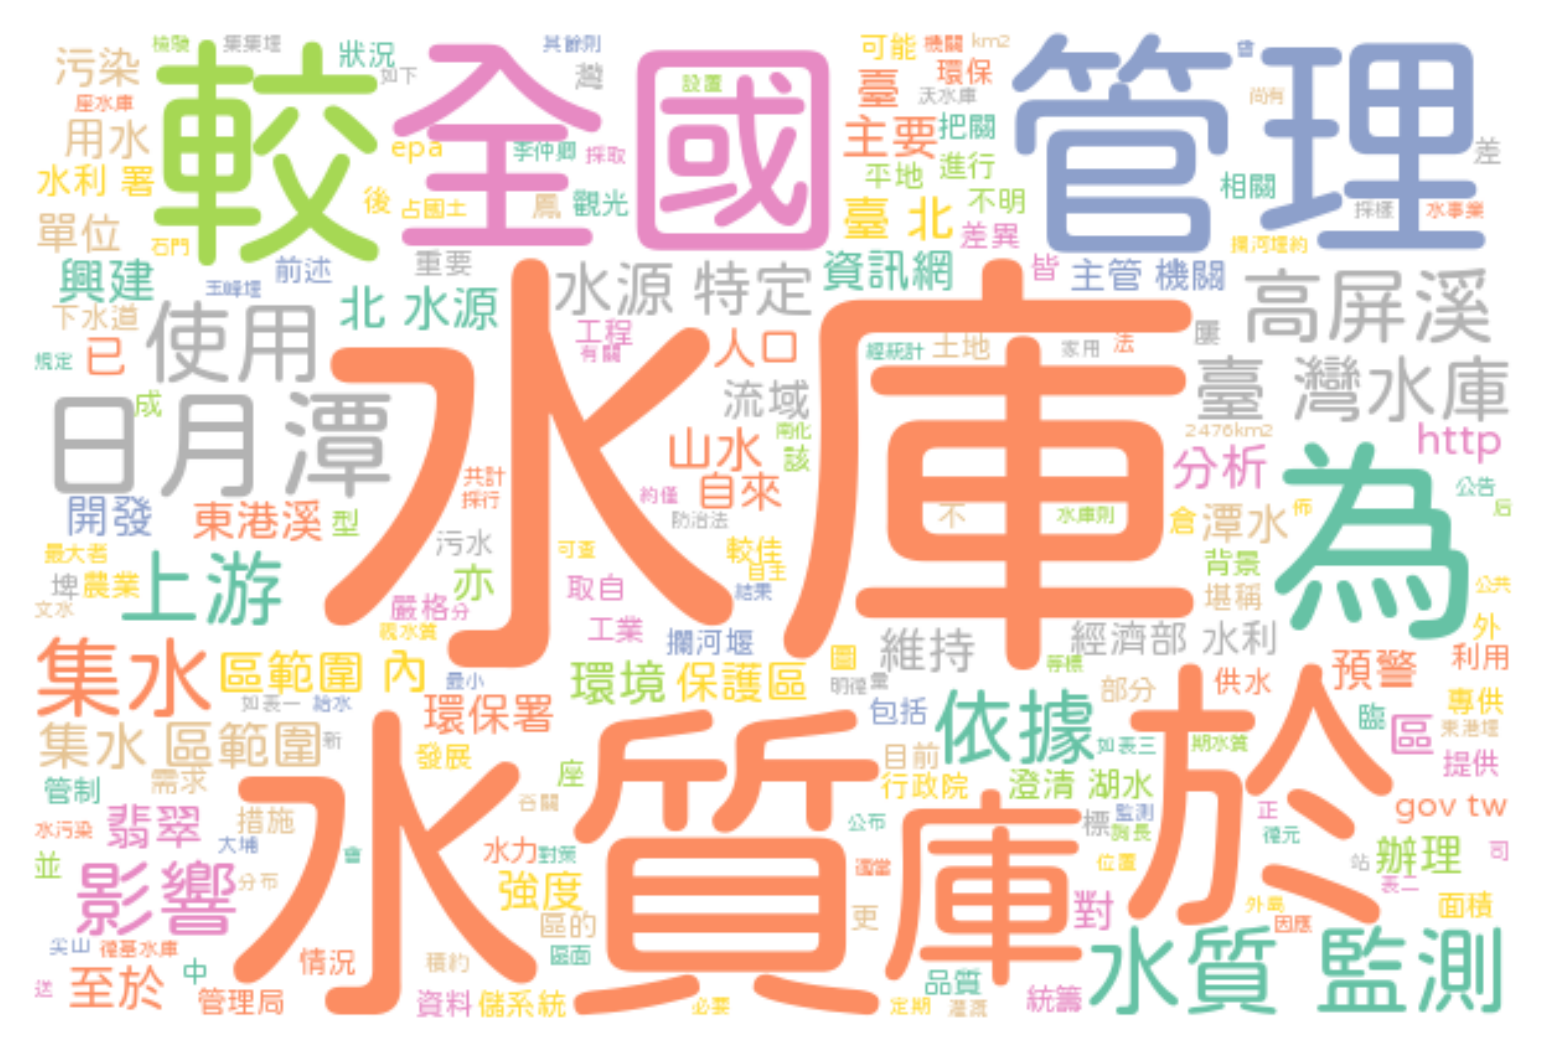 檢驗
集集堰
狀況
其餘則
可能
機關
km2
會
污染
較
全
國
管理
如下
灣
設置
臺
環保
尚有
座水庫
天水庫
用水
epa
李仲卿
採取
主要
把關
差
水利 署
後
占國土
鳳
觀光
平地
進行
相關
採樣
水事業
單位
石門
臺 北
不明
差異
攔河堰約
興建
玉峰堰
前述
重要
水源 特定
資訊網
皆
主管 機關
高屏溪
下水道
使用
北 水源
水庫
工程
有關
人口
經統計
土地
家用
法
屢
規定
已
日月潭
成
流域
臺 灣水庫
南化
2476km2
http
山水
該
分析
為
開發
東港溪
型
共計
採行
約僅
自來
防治法
不
水庫則
倉
潭水
佈
公告
后
最大者
污水
可查
較佳
自主
背景
埤
農業
上游
亦
取自
結果
堪稱
公共
文水
嚴格
分
工業
攔河堰
維持
經濟部 水利
外
集水
區範圍 內
最小
環境
保護區
圖
明德
等標
預警
利用
如表一
給水
環保署
包括
依據
部分
供水
於
專供
集水 區範圍
新
發展
目前
如表三
期水質
臨
區
東港堰
管制
需求
水質
座
行政院
澄清 湖水
提供
谷關
庫
標
監測
正
gov tw
水污染
翡翠
措施
公布
德元
大埔
並
會
水力
對策
適當
位置
站
辦理
司
影響
分布
強度
表二
外島
面積
區的
更
對
因應
尖山
德基水庫
情況
積約
區面
品質
水質 監測
送
至於
中
管理局
資料
儲系統
必要
定期
灌溉
統籌